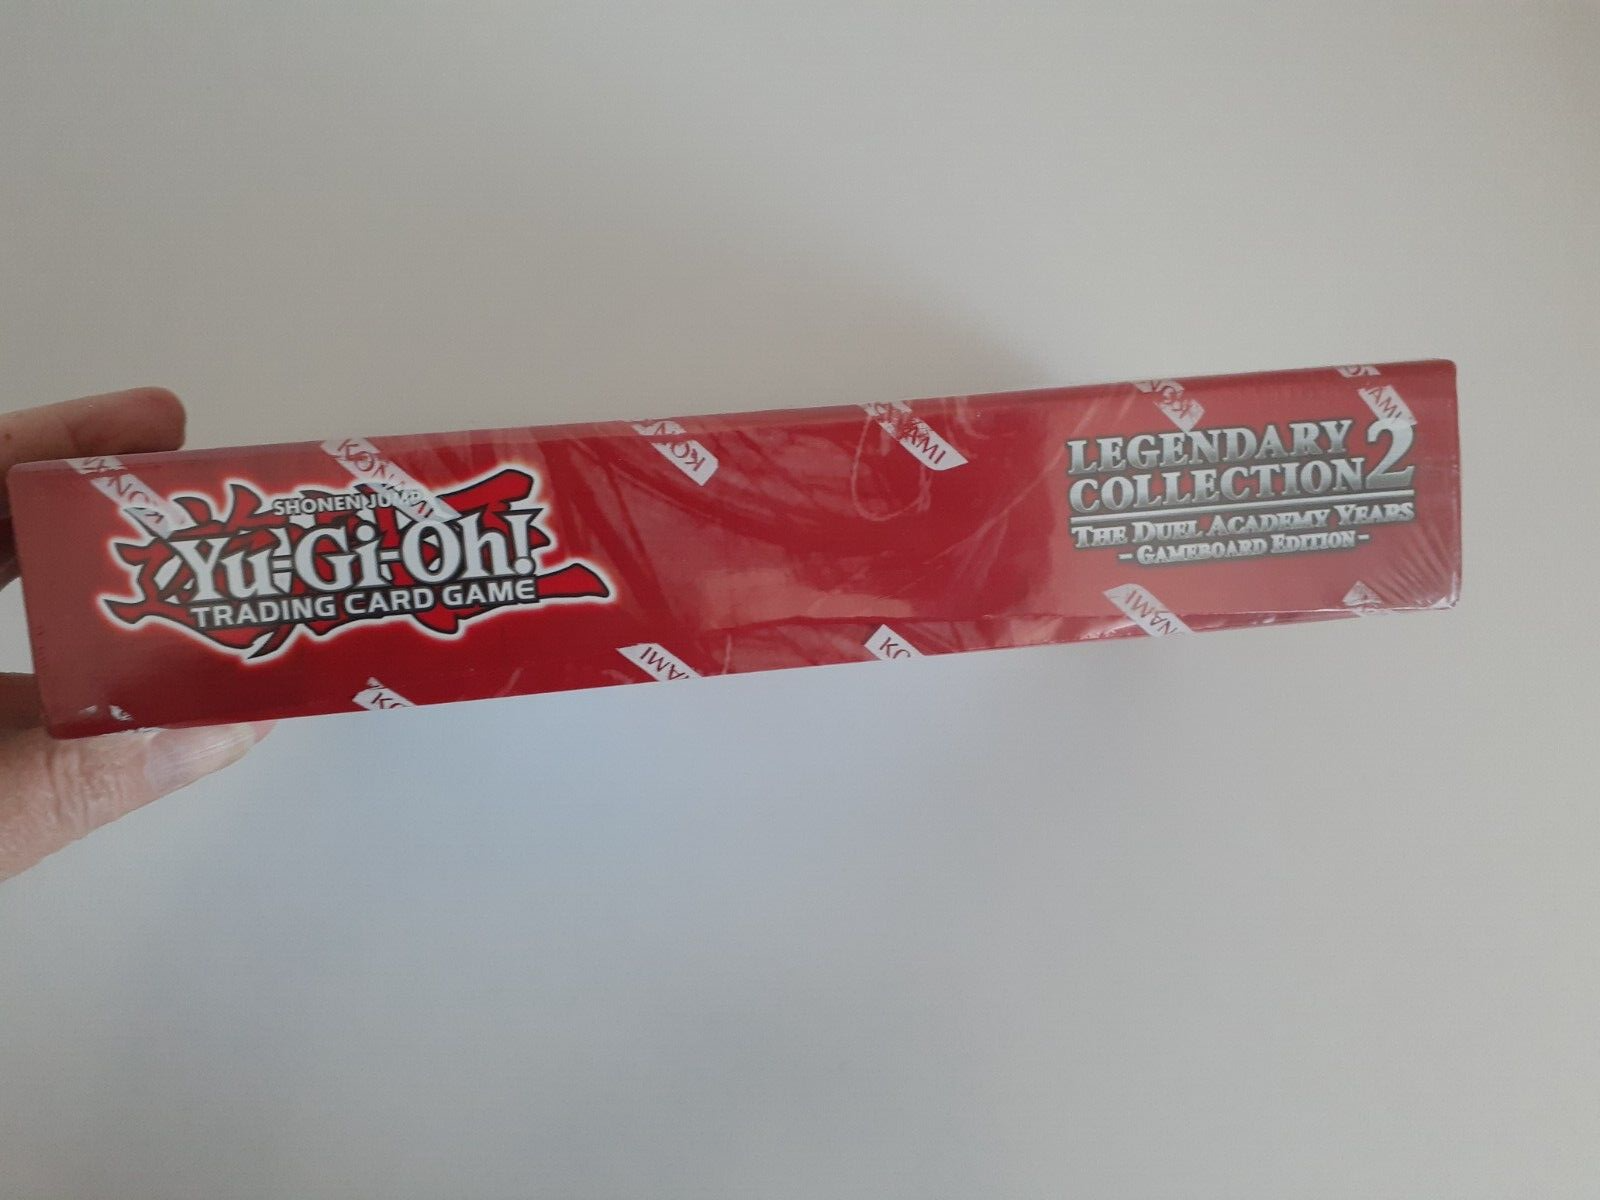 SHONEN JUMP
Yu-Gi-Oh!
TRADING CARD GAME
LEGENDARY
COLLECTION 2
THE DUEL ACADEMY YEARS
- GAMEBOARD EDITION -
KONAMI